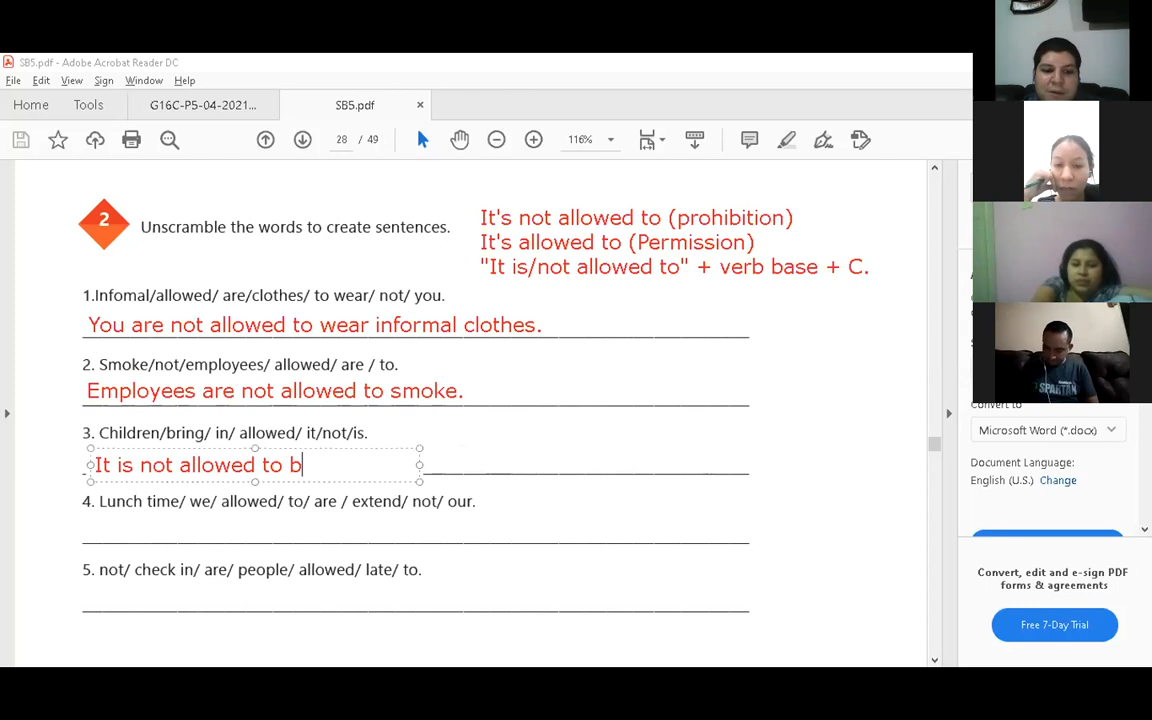 SB5.pdf - Adobe Acrobat Reader DC
File Edit View Sign Window Help
Home Tools G16C-P5-04-2021... SB5.pdf ×
28 / 49 116%
2 Unscramble the words to create sentences.
It's not allowed to (prohibition)
It's allowed to (Permission)
"It is/not allowed to" + verb base + C.
1.Infomal/allowed/ are/clothes/ to wear/ not/ you.
You are not allowed to wear informal clothes.
2. Smoke/not/employees/ allowed/ are / to.
Employees are not allowed to smoke.
3. Children/bring/ in/ allowed/ it/not/is.
It is not allowed to b
4. Lunch time/ we/ allowed/ to/ are / extend/ not/ our.
5. not/ check in/ are/ people/ allowed/ late/ to.
SPARTAN
Convert to
Microsoft Word (*.docx)
Document Language:
English (U.S.) Change
Convert, edit and e-sign PDF
forms & agreements
Free 7-Day Trial